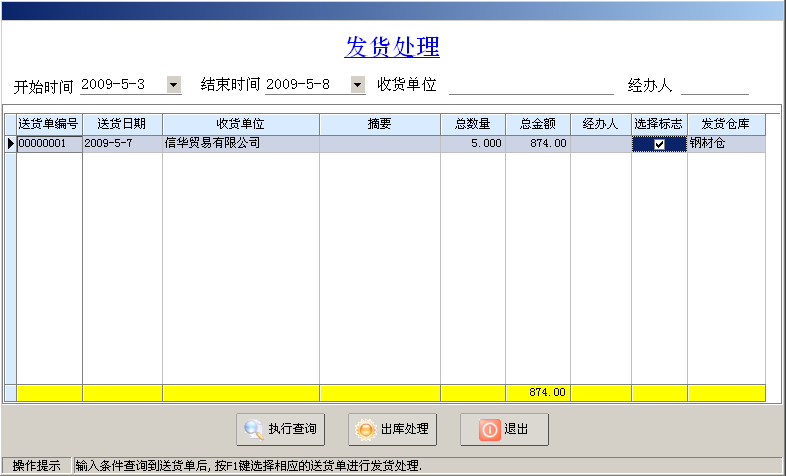 发货处理
开始时间 2009-5-3 结束时间 2009-5-8 收货单位 经办人
送货单编号 送货日期 收货单位 摘要 总数量 总金额 经办人 选择标志 发货仓库
00000001 2009-5-7 信华贸易有限公司 5.000 874.00 钢材仓
874.00
执行查询 出库处理 退出
操作提示 输入条件查询到送货单后, 按F1键选择相应的送货单进行发货处理.